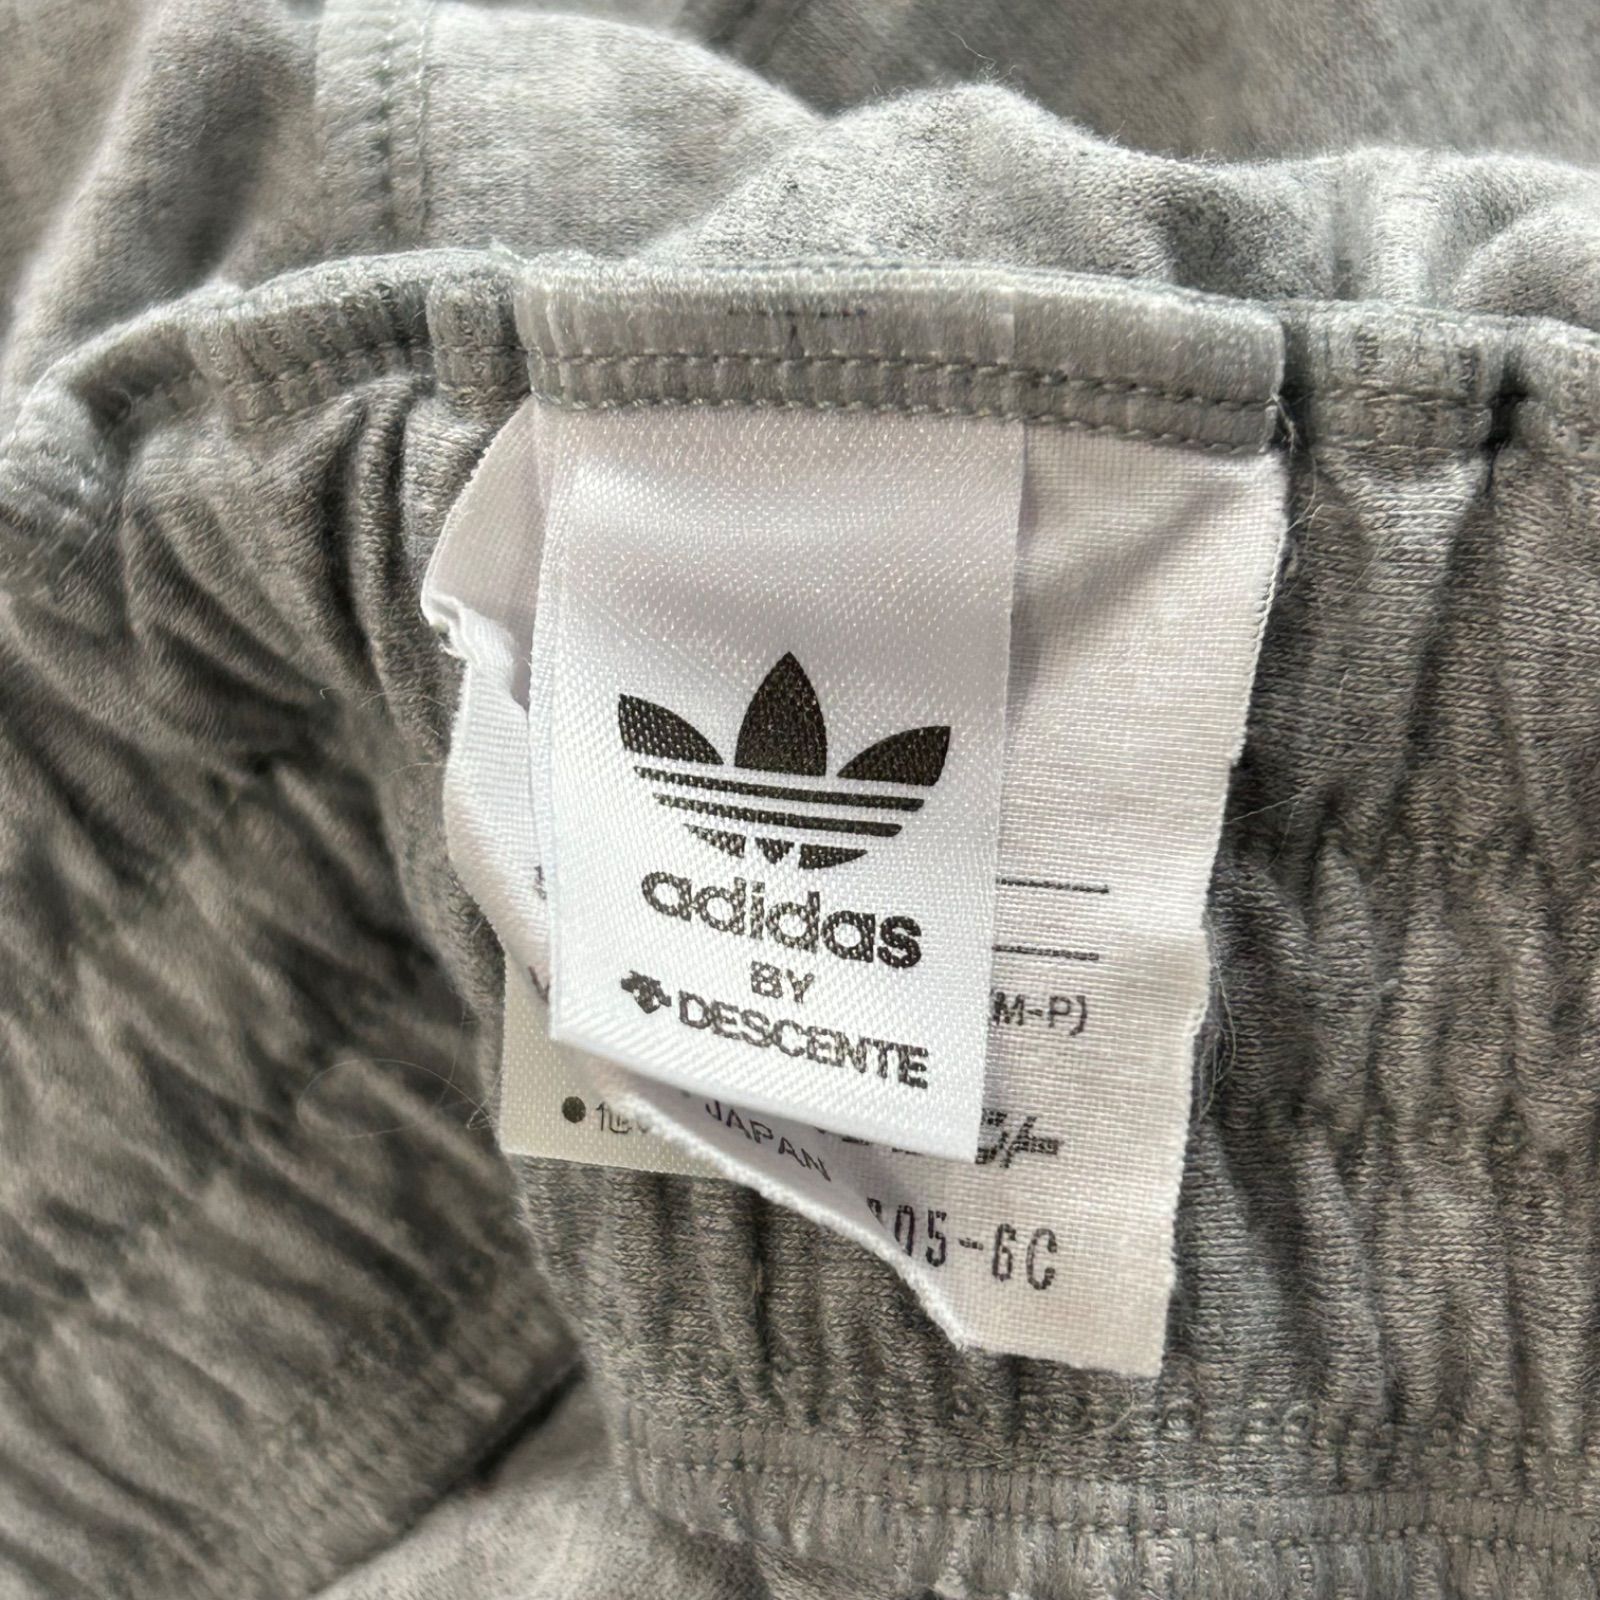 adidas
BY
DESCENTE
(M-P)
JAPAN
05-6C